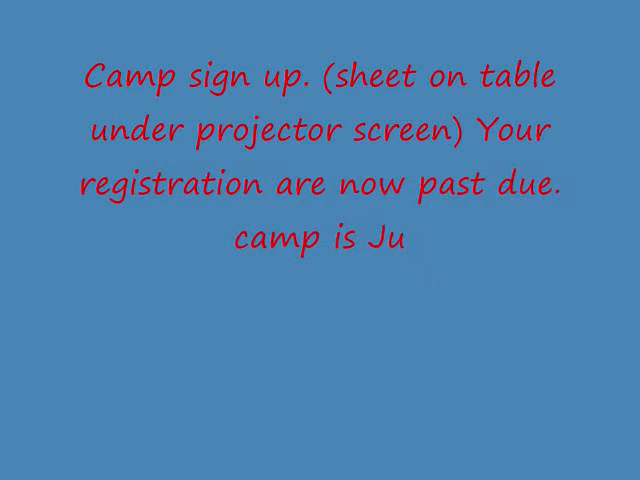 Camp sign up. (sheet on table
under projector screen) Your
registration are now past due.
camp is Ju